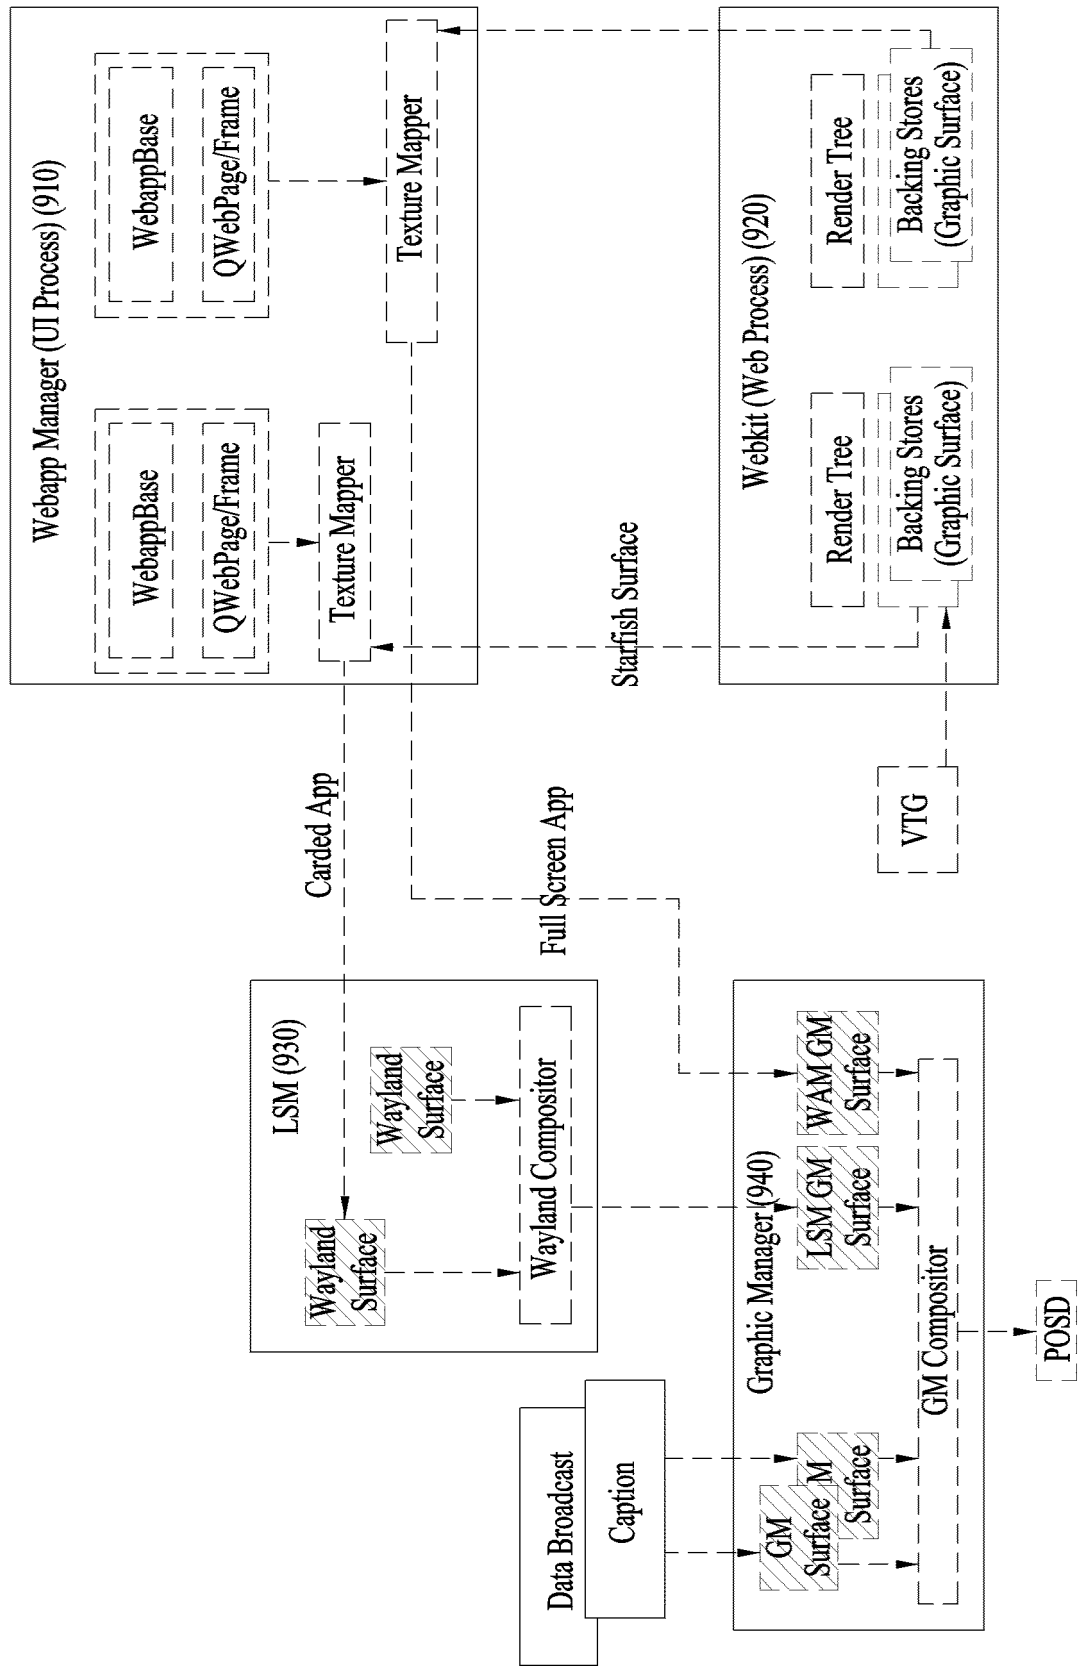 Webapp Manager (UI Process) (910)
WebappBase
QWebPage/Frame
Texture Mapper
WebappBase
QWebPage/Frame
Texture Mapper
Carded App
LSM (930)
Wayland
Surface
Wayland
Surface
Wayland Compositor
Full Screen App
Starfish Surface
Data Broadcast
Caption
Graphic Manager (940)
GM
Surface
M
Surface
LSM GM
Surface
WAM GM
Surface
GM Compositor
POSD
VTG
Webkit (Web Process) (920)
Render Tree
Backing Stores
(Graphic Surface)
Render Tree
Backing Stores
(Graphic Surface)